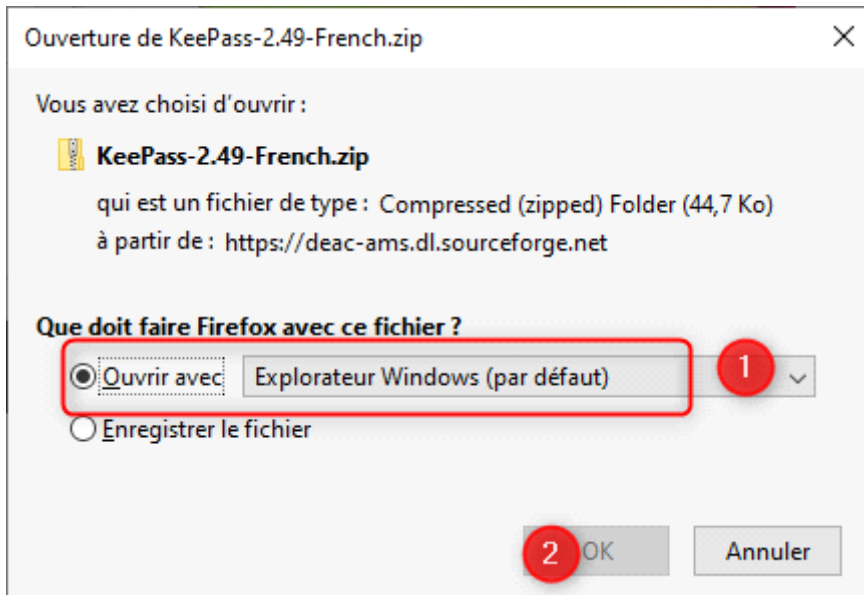 Ouverture de KeePass-2.49-French.zip
Vous avez choisi d'ouvrir :
KeePass-2.49-French.zip
qui est un fichier de type : Compressed (zipped) Folder (44,7 Ko)
à partir de : https://deac-ams.dl.sourceforge.net
Que doit faire Firefox avec ce fichier ?
Ouvrir avec Explorateur Windows (par défaut) 1
Enregistrer le fichier
2 OK Annuler